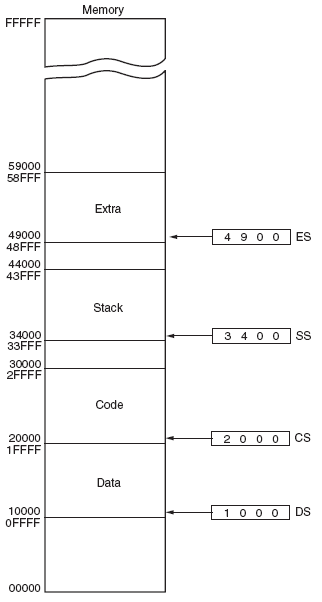 Memory
FFFFF
59000
58FFF
Extra
49000
48FFF
4 9 0 0 ES
44000
43FFF
Stack
34000
33FFF
3 4 0 0 SS
30000
2FFFF
Code
20000
1FFFF
2 0 0 0 CS
Data
10000
0FFFF
1 0 0 0 DS
00000